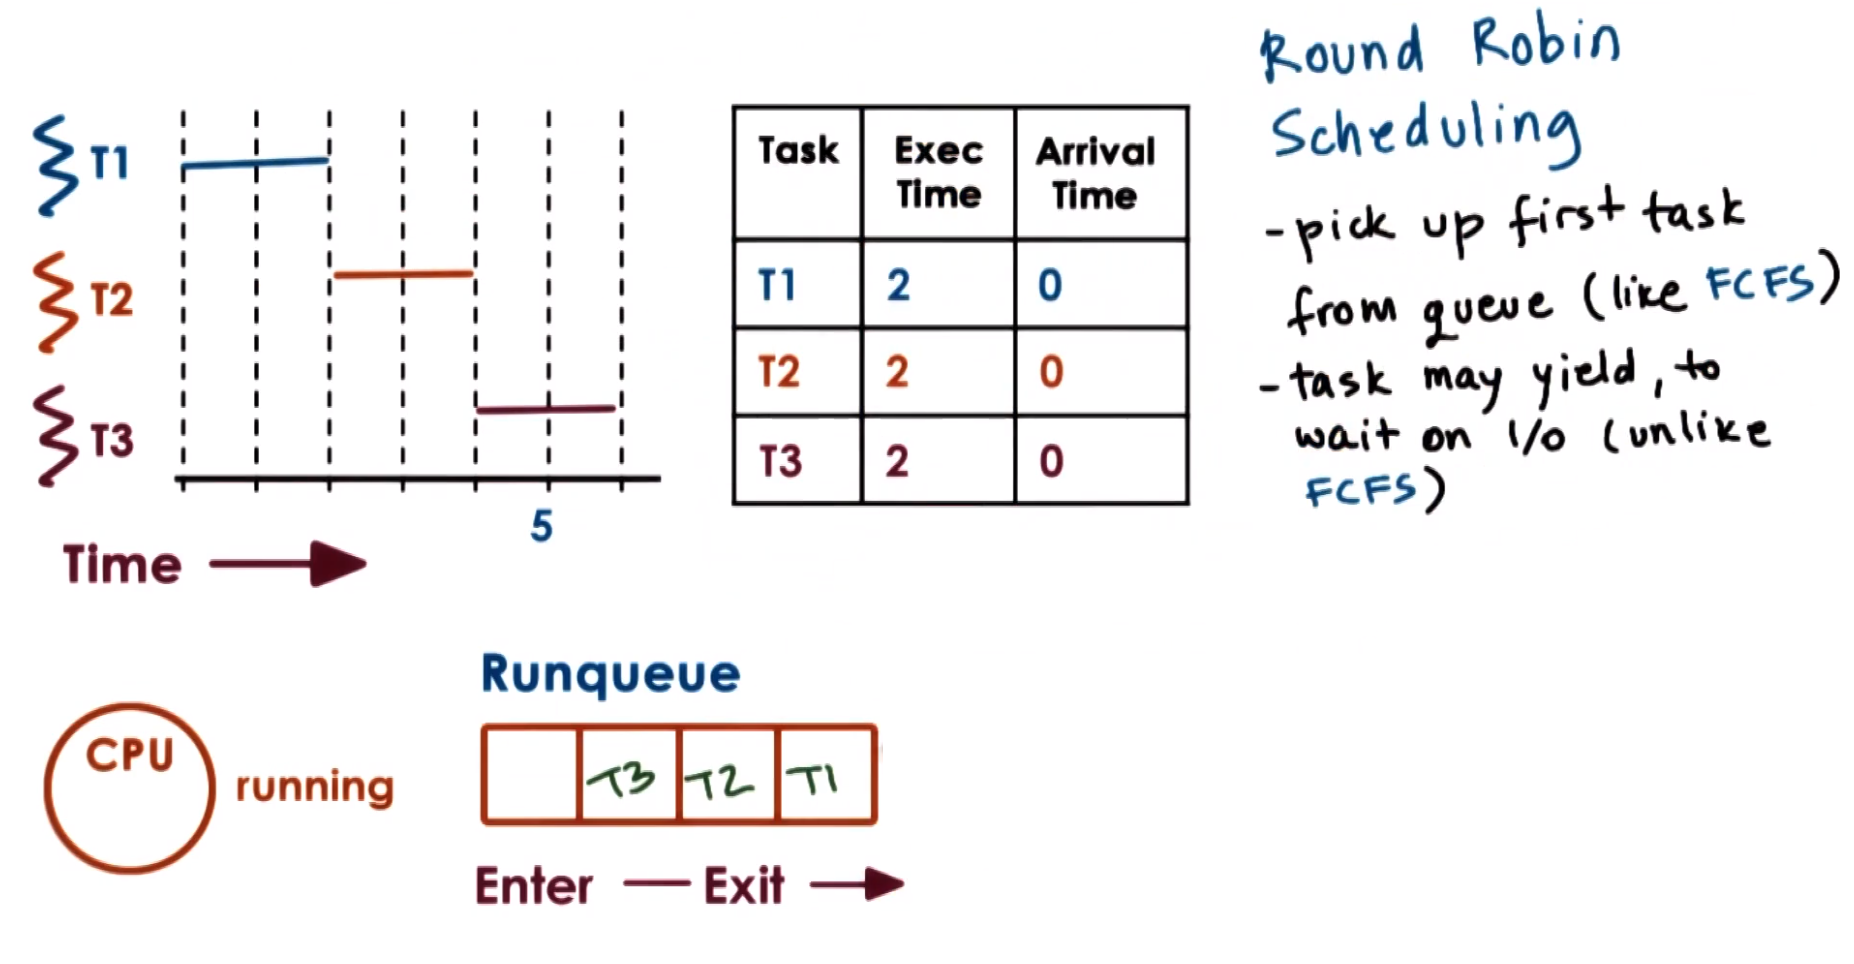 Round Robin
Scheduling
-pick up first task
from queue (like FCFS)
-task may yield, to
wait on I/O (unlike
FCFS)
T1
T2
T3
5
Time
Task Exec Time Arrival Time
T1 2 0
T2 2 0
T3 2 0
Runqueue
CPU
running
T3 T2 T1
Enter — Exit